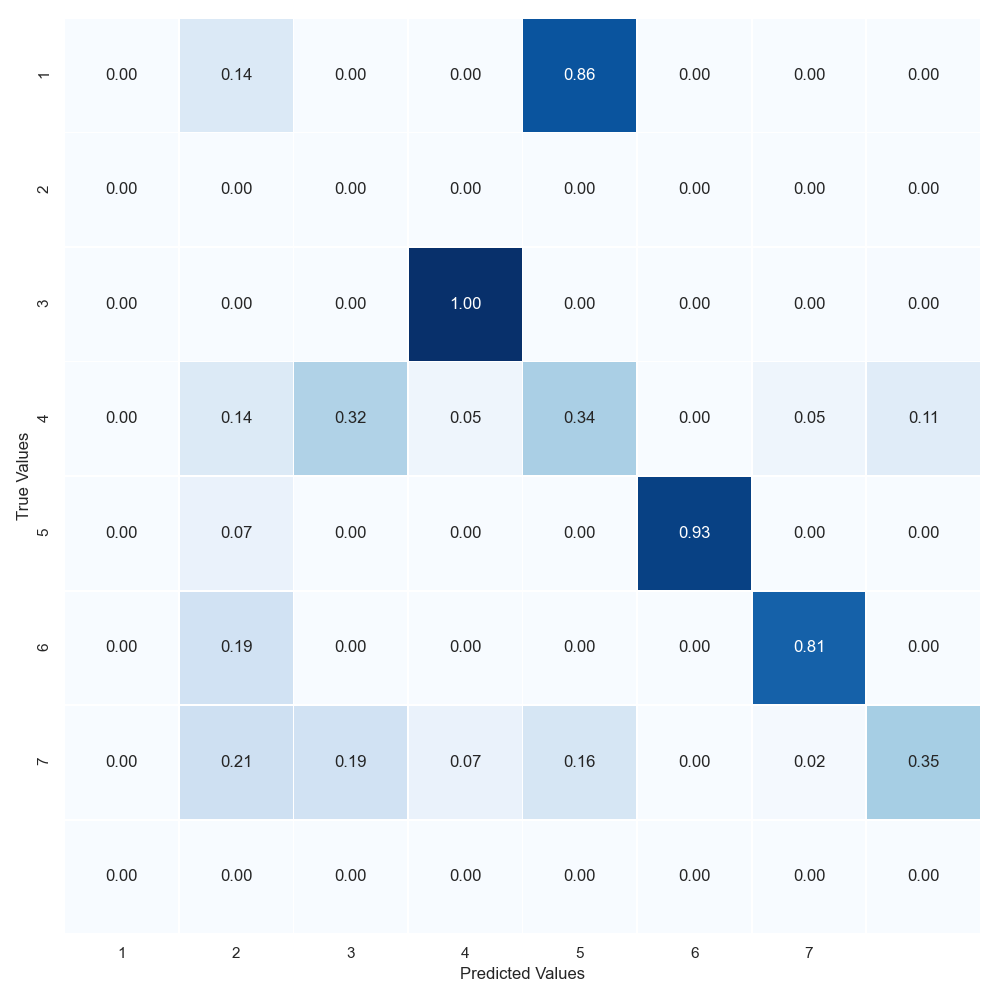 1 0.00 0.14 0.00 0.00 0.86 0.00 0.00 0.00
2 0.00 0.00 0.00 0.00 0.00 0.00 0.00 0.00
3 0.00 0.00 0.00 1.00 0.00 0.00 0.00 0.00
4 0.00 0.14 0.32 0.05 0.34 0.00 0.05 0.11
True Values
5 0.00 0.07 0.00 0.00 0.00 0.93 0.00 0.00
6 0.00 0.19 0.00 0.00 0.00 0.00 0.81 0.00
7 0.00 0.21 0.19 0.07 0.16 0.00 0.02 0.35
0.00 0.00 0.00 0.00 0.00 0.00 0.00 0.00
1 2 3 4 5 6 7
Predicted Values